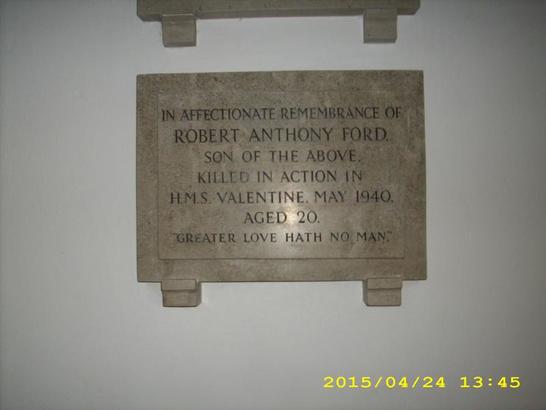 IN AFFECTIONATE REMEMBRANCE OF
ROBERT ANTHONY FORD.
SON OF THE ABOVE.
KILLED IN ACTION IN
H.M.S. VALENTINE. MAY 1940.
AGED 20.
"GREATER LOVE HATH NO MAN."
2015/04/24 13:45